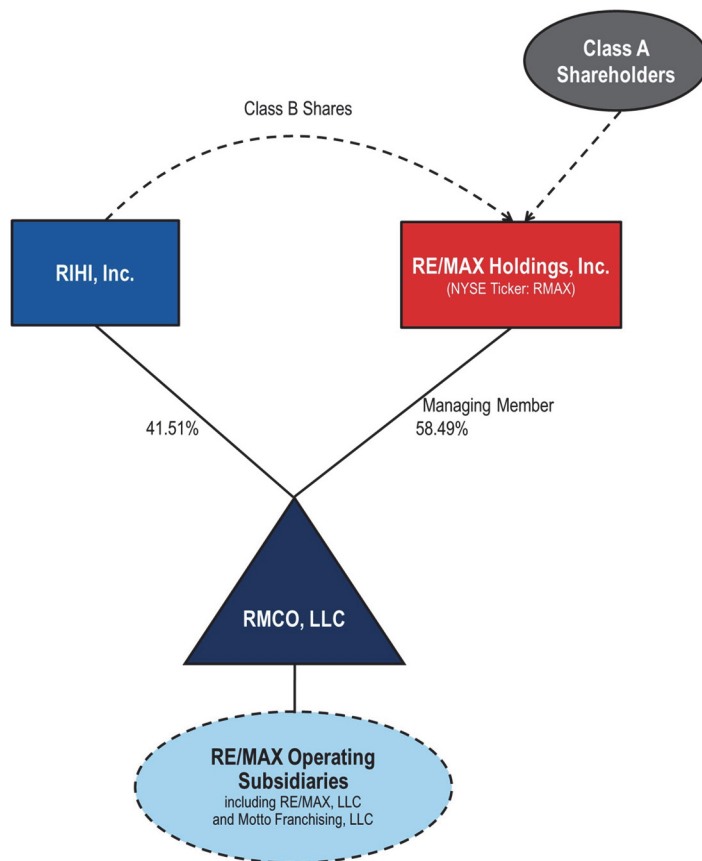 Class A
Shareholders
Class B Shares
RIHI, Inc.
RE/MAX Holdings, Inc.
(NYSE Ticker: RMAX)
Managing Member
41.51%
58.49%
RMCO, LLC
RE/MAX Operating
Subsidiaries
including RE/MAX, LLC
and Motto Franchising, LLC